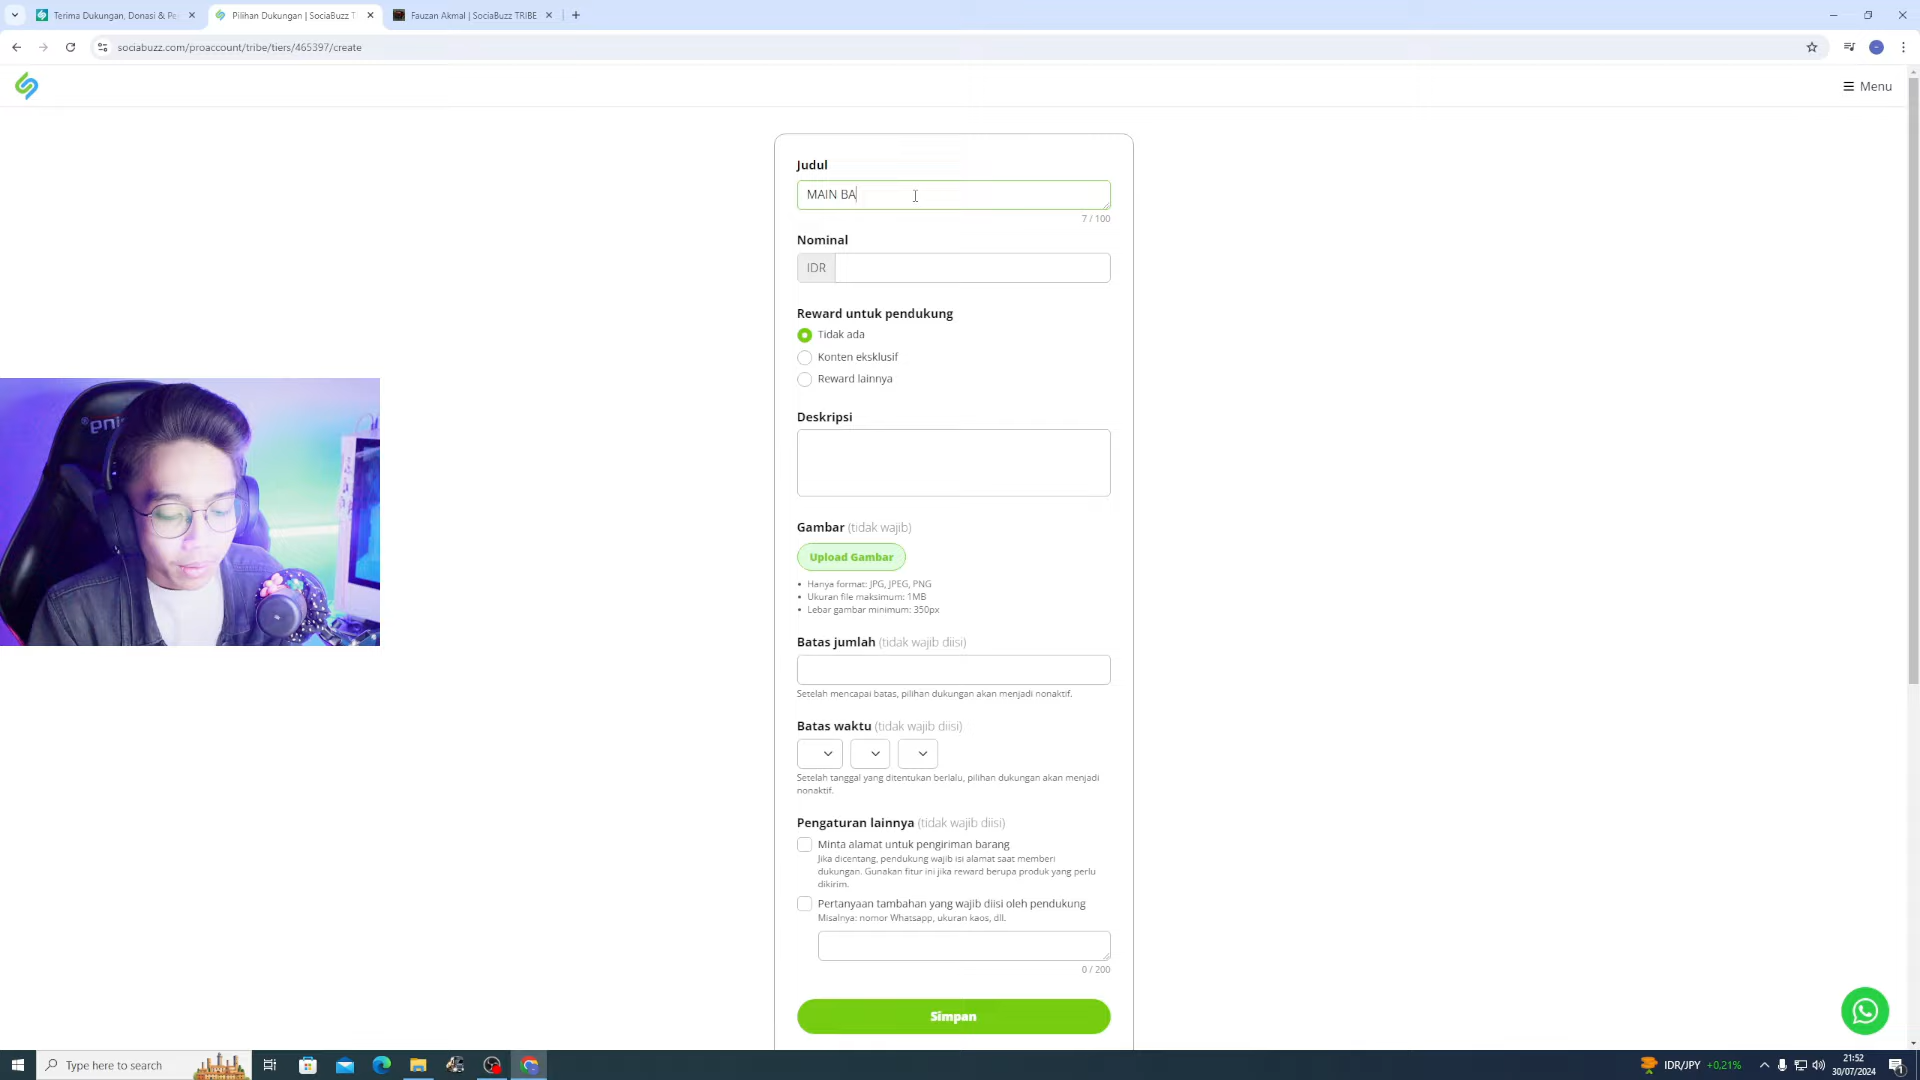 Terima Dukungan, Donasi & Pe
Pilihan Dukungan | SociaBuzz T
Fauzan Akmal | SociaBuzz TRIBE
sociabuzz.com/proaccount/tribe/tiers/465397/create
Menu
Judul
MAIN BA
7 / 100
Nominal
IDR
Reward untuk pendukung
Tidak ada
Konten eksklusif
Reward lainnya
Deskripsi
Gambar (tidak wajib)
Upload Gambar
• Hanya format: JPG, JPEG, PNG
• Ukuran file maksimum: 1MB
• Lebar gambar minimum: 350px
Batas jumlah (tidak wajib diisi)
Setelah mencapai batas, pilihan dukungan akan menjadi nonaktif.
Batas waktu (tidak wajib diisi)
Setelah tanggal yang ditentukan berlalu, pilihan dukungan akan menjadi
nonaktif.
Pengaturan lainnya (tidak wajib diisi)
Minta alamat untuk pengiriman barang
Jika dicentang, pendukung wajib isi alamat saat memberi
dukungan. Gunakan fitur ini jika reward berupa produk yang perlu
dikirim.
Pertanyaan tambahan yang wajib diisi oleh pendukung
Misalnya: nomor Whatsapp, ukuran kaos, dll.
0 / 200
Simpan
Type here to search
IDR/JPY +0,21%
21:52
30/07/2024